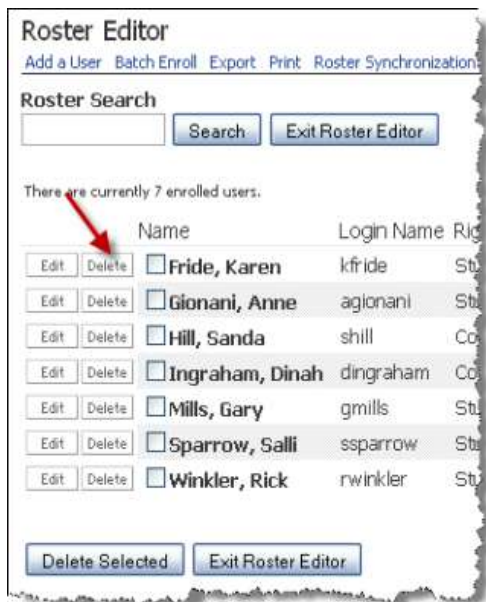 Roster Editor
Add a User Batch Enroll Export Print Roster Synchronization
Roster Search
Search Exit Roster Editor
There are currently 7 enrolled users.
Name Login Name
Edit Delete Fride, Karen kfride
Edit Delete Gionani, Anne agionani
Edit Delete Hill, Sanda shill
Edit Delete Ingraham, Dinah dingraham
Edit Delete Mills, Gary gmills
Edit Delete Sparrow, Salli ssparrow
Edit Delete Winkler, Rick rwinkler
Delete Selected Exit Roster Editor